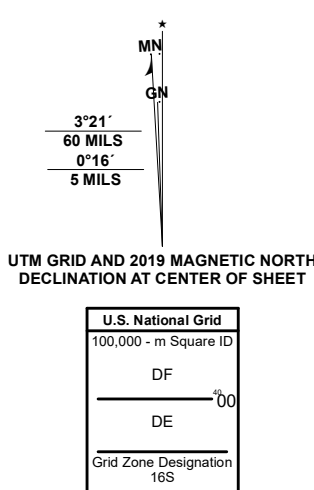 ★
MN
GN
3°21´
60 MILS
0°16´
5 MILS
UTM GRID AND 2019 MAGNETIC NORTH
DECLINATION AT CENTER OF SHEET
U.S. National Grid
100,000 - m Square ID
DF
40 00
DE
Grid Zone Designation
16S